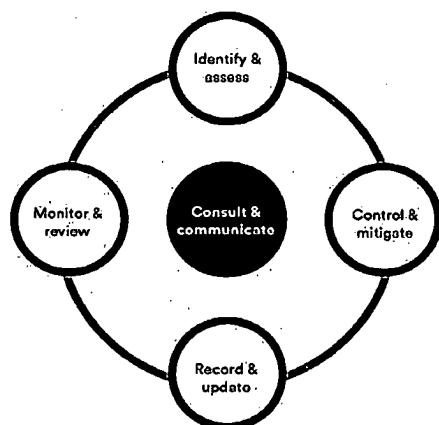 Identify &
assess
Monitor &
review
Consult &
communicate
Control &
mitigate
Record &
update